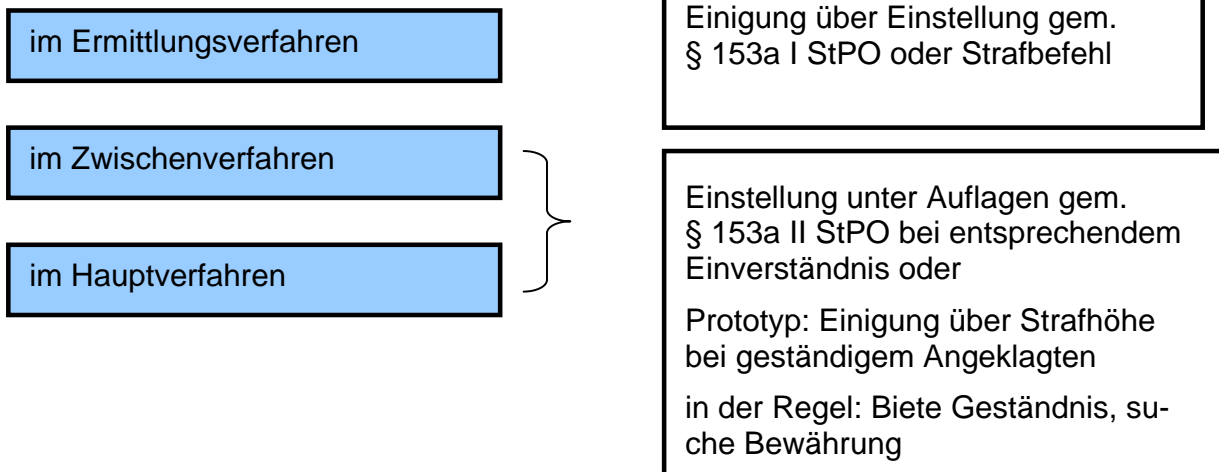 im Ermittlungsverfahren
Einigung über Einstellung gem.
§ 153a I StPO oder Strafbefehl
im Zwischenverfahren
im Hauptverfahren
Einstellung unter Auflagen gem.
§ 153a II StPO bei entsprechendem
Einverständnis oder
Prototyp: Einigung über Strafhöhe
bei geständigem Angeklagten
in der Regel: Biete Geständnis, su-
che Bewährung